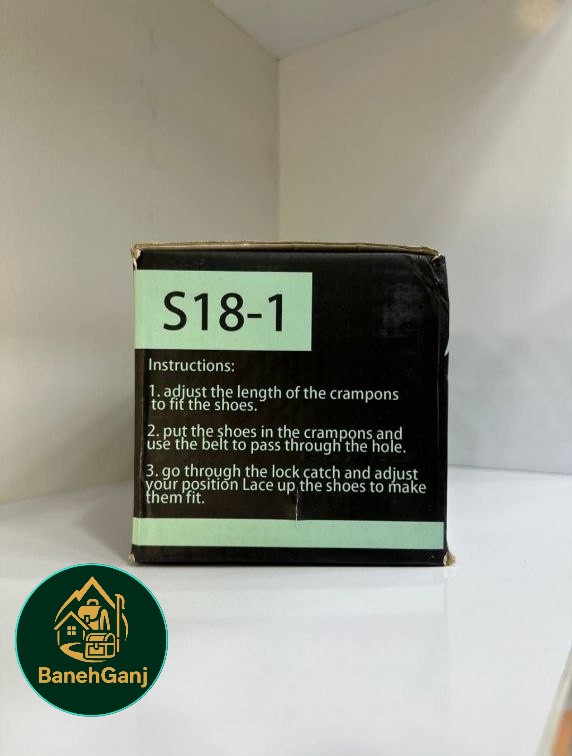 S18-1
Instructions:
1. adjust the length of the crampons
to fit the shoes.
2. put the shoes in the crampons and
use the belt to pass through the hole.
3. go through the lock catch and adjust
your position Lace up the shoes to make
them fit.
BanehGanj